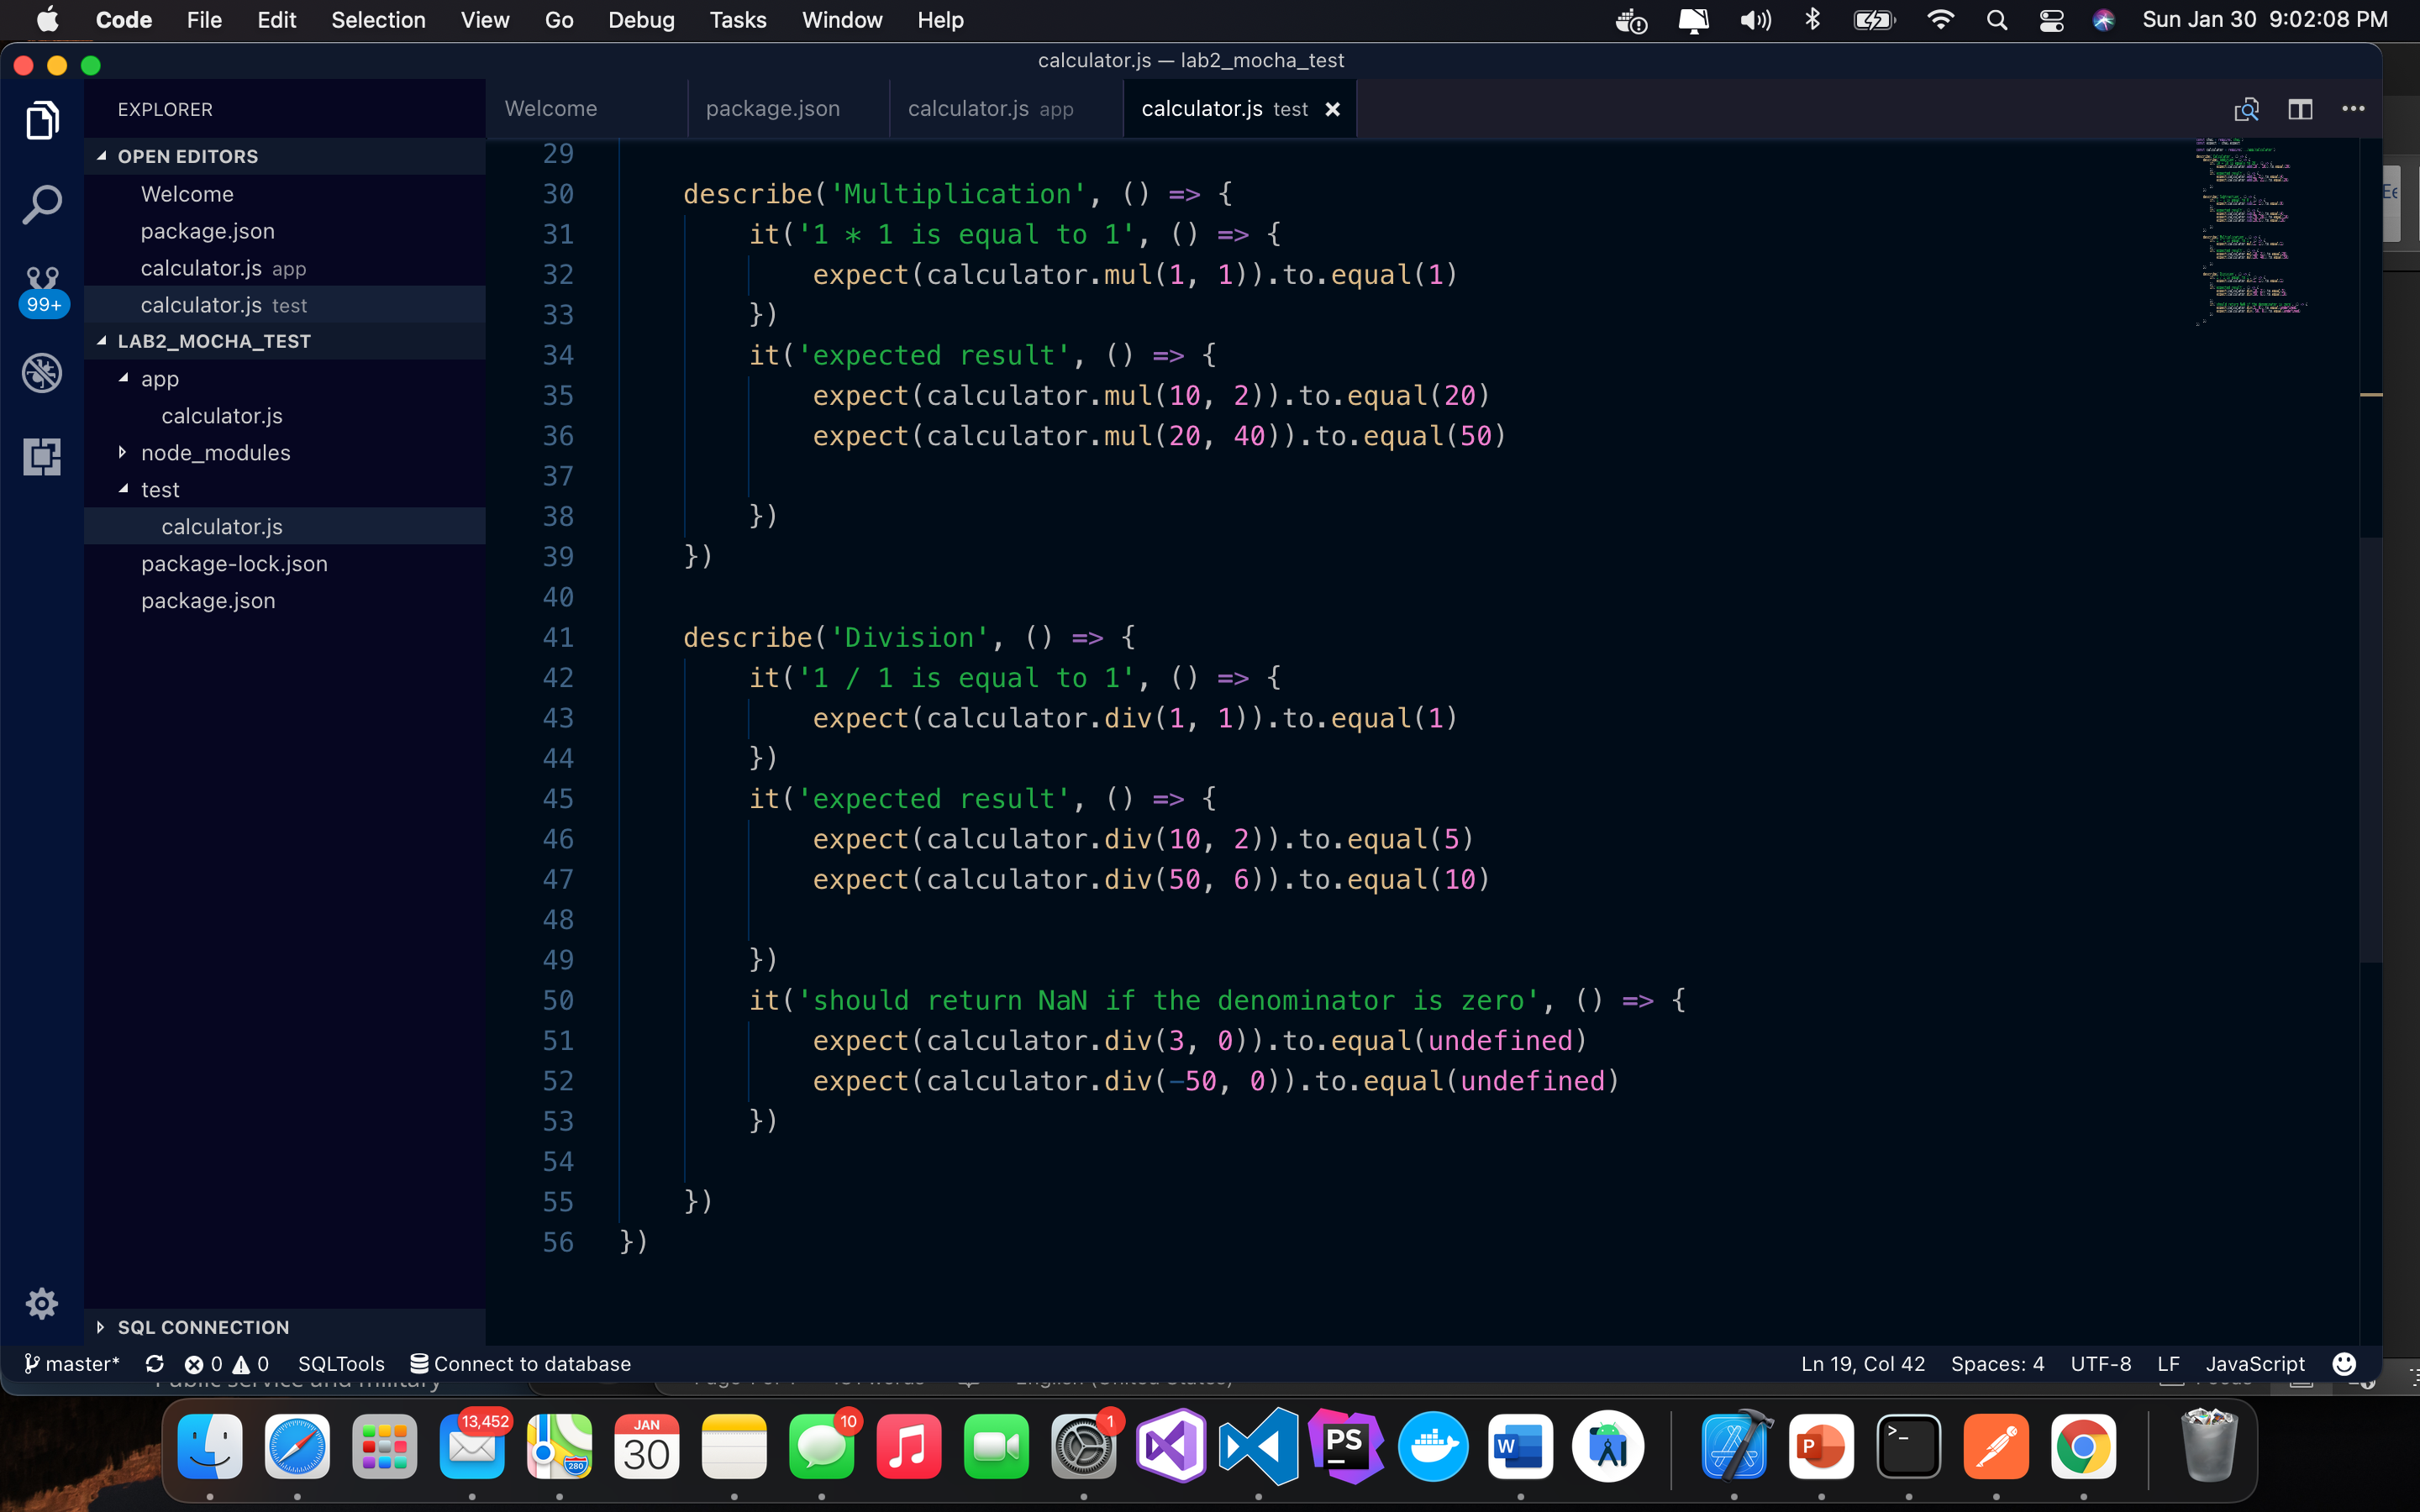 Code File Edit Selection View Go Debug Tasks Window Help Sun Jan 30 9:02:08 PM
calculator.js — lab2_mocha_test
EXPLORER
OPEN EDITORS
Welcome
package.json
calculator.js app
calculator.js test
99+
LAB2_MOCHA_TEST
app
calculator.js
node_modules
test
calculator.js
package-lock.json
package.json
SQL CONNECTION
Welcome package.json calculator.js app calculator.js test
29
30 describe('Multiplication', () => {
31 it('1 * 1 is equal to 1', () => {
32 expect(calculator.mul(1, 1)).to.equal(1)
33 })
34 it('expected result', () => {
35 expect(calculator.mul(10, 2)).to.equal(20)
36 expect(calculator.mul(20, 40)).to.equal(50)
37
38 })
39 })
40
41 describe('Division', () => {
42 it('1 / 1 is equal to 1', () => {
43 expect(calculator.div(1, 1)).to.equal(1)
44 })
45 it('expected result', () => {
46 expect(calculator.div(10, 2)).to.equal(5)
47 expect(calculator.div(50, 6)).to.equal(10)
48
49 })
50 it('should return NaN if the denominator is zero', () => {
51 expect(calculator.div(3, 0)).to.equal(undefined)
52 expect(calculator.div(-50, 0)).to.equal(undefined)
53 })
54
55 })
56 })
master* 0 0 SQLTools Connect to database Ln 19, Col 42 Spaces: 4 UTF-8 LF JavaScript
13,452 280 JAN 30 10 1 PS W P >_